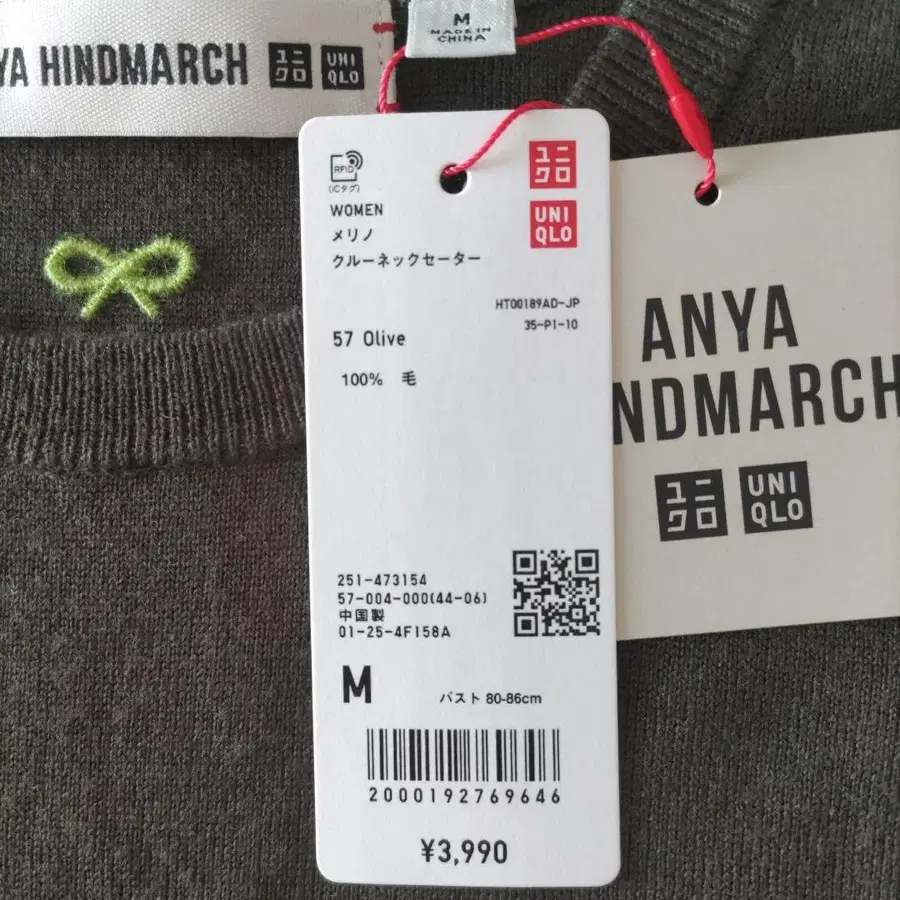 YA HINDMARCH ユニクロ UNIQLO
M
MADE IN
CHINA
RFID
(ICタグ)
ユニ
クロ
UNI
QLO
WOMEN
メリノ
クルーネックセーター
HT00189AD-JP
35-P1-10
57 Olive
100% 毛
251-473154
57-004-000(44-06)
中国製
01-25-4F158A
M バスト 80-86cm
2000192769646
¥3,990
ANYA
NDMARCH
ユニ
クロ
UNI
QLO